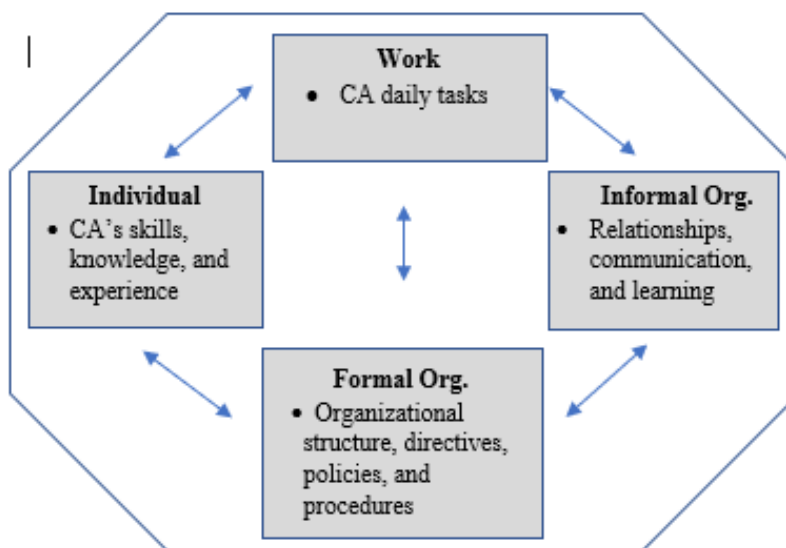 Work
• CA daily tasks
Individual
• CA's skills,
knowledge, and
experience
Informal Org.
• Relationships,
communication,
and learning
Formal Org.
• Organizational
structure, directives,
policies, and
procedures